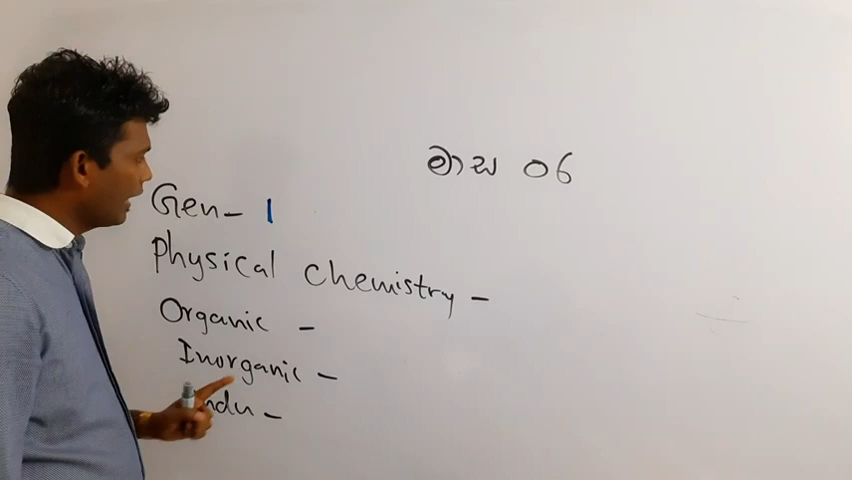 මාස 06
Gen - 1
Physical chemistry -
Organic -
Inorganic -